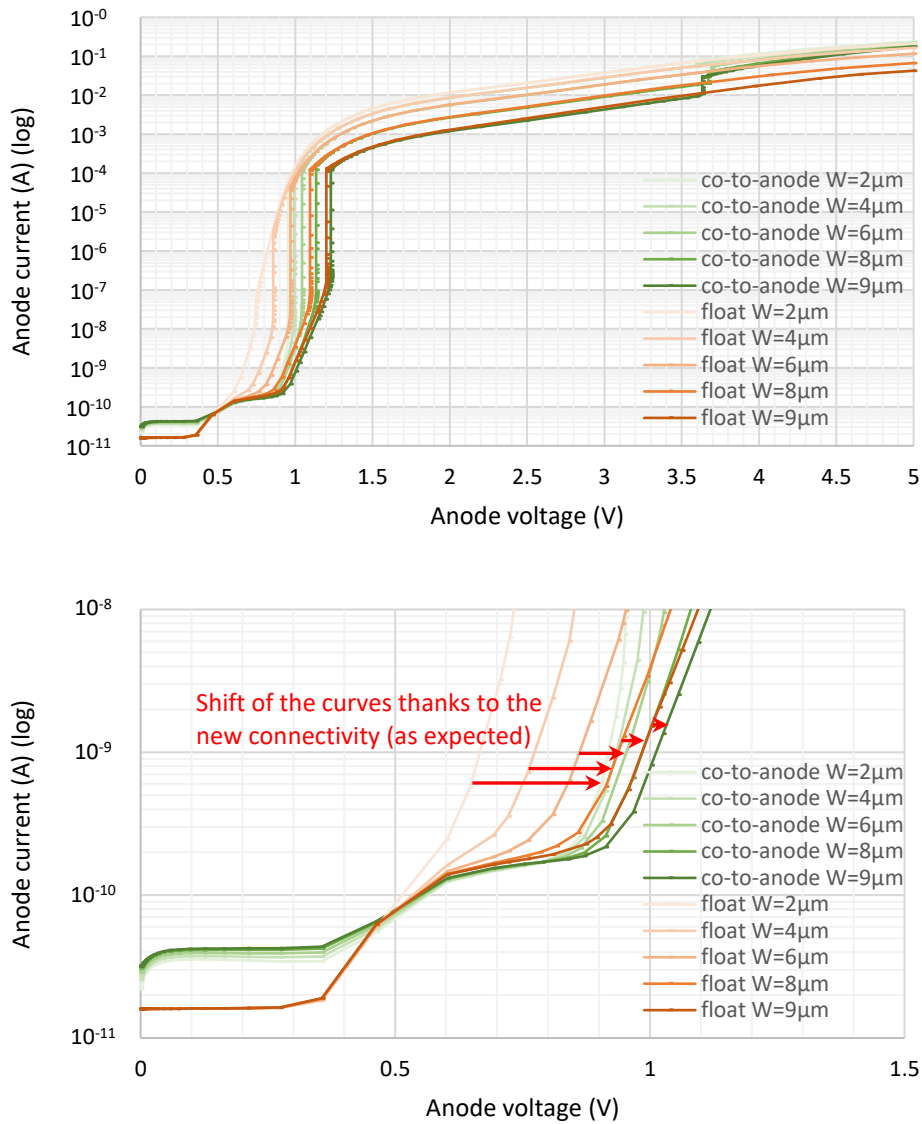 10-0
10-1
10-2
10-3
10-4
10-5
10-6
10-7
10-8
10-9
10-10
10-11
Anode current (A) (log)
co-to-anode W=2µm
co-to-anode W=4µm
co-to-anode W=6µm
co-to-anode W=8µm
co-to-anode W=9µm
float W=2µm
float W=4µm
float W=6µm
float W=8µm
float W=9µm
0 0.5 1 1.5 2 2.5 3 3.5 4 4.5 5
Anode voltage (V)
10-8
10-9
10-10
10-11
Anode current (A) (log)
Shift of the curves thanks to the
new connectivity (as expected)
co-to-anode W=2µm
co-to-anode W=4µm
co-to-anode W=6µm
co-to-anode W=8µm
co-to-anode W=9µm
float W=2µm
float W=4µm
float W=6µm
float W=8µm
float W=9µm
0 0.5 1 1.5
Anode voltage (V)